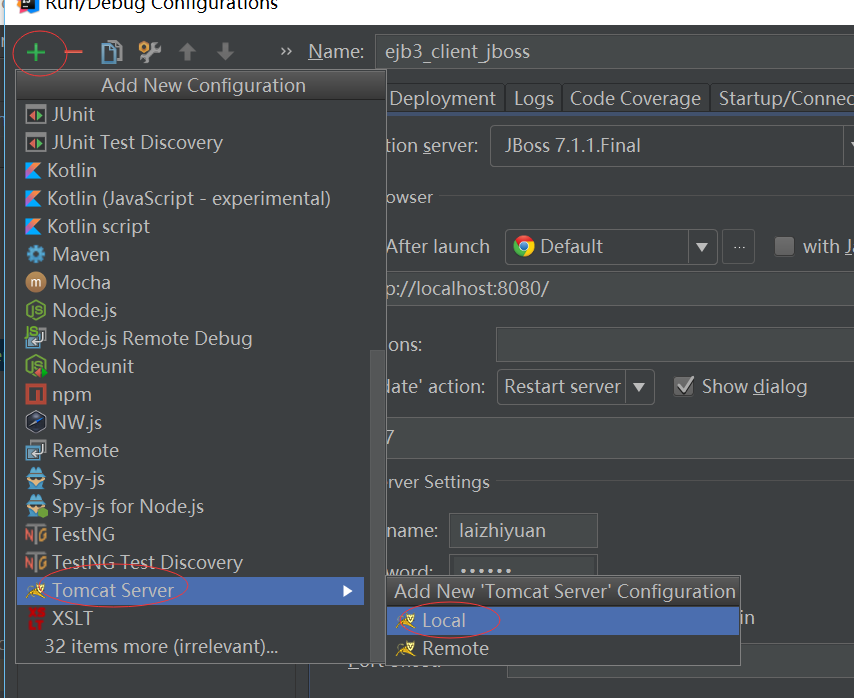 Run/Debug Configurations
Name: ejb3_client_jboss
Add New Configuration
Deployment Logs Code Coverage Startup/Connec
JUnit
JUnit Test Discovery
tion server: JBoss 7.1.1.Final
Kotlin
Kotlin (JavaScript - experimental)
owser
Kotlin script
Maven
After launch Default ... with J
Mocha
p://localhost:8080/
Node.js
Node.js Remote Debug
ons:
Nodeunit
date' action: Restart server Show dialog
npm
NW.js
7
Remote
Spy-js
rver Settings
Spy-js for Node.js
name: laizhiyuan
TestNG
TestNG Test Discovery
word: ••••••
Tomcat Server
Add New 'Tomcat Server' Configuration
XSLT
Local
in
32 items more (irrelevant)...
Remote